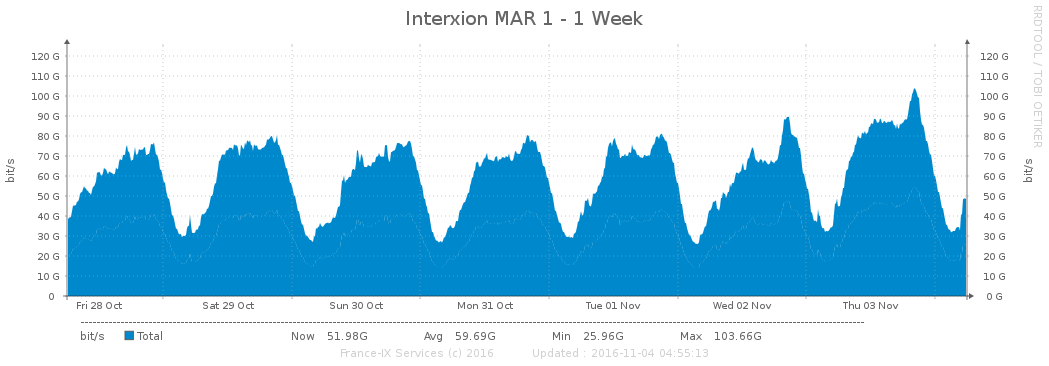 Interxion MAR 1 - 1 Week
RRDTOOL / TOBI OETIKER
bit/s
120 G 120 G
110 G 110 G
100 G 100 G
90 G 90 G
80 G 80 G
70 G 70 G
60 G 60 G
50 G 50 G
40 G 40 G
30 G 30 G
20 G 20 G
10 G 10 G
0 0 G
bit/s
Fri 28 Oct Sat 29 Oct Sun 30 Oct Mon 31 Oct Tue 01 Nov Wed 02 Nov Thu 03 Nov
bit/s Total Now 51.98G Avg 59.69G Min 25.96G Max 103.66G
France-IX Services (c) 2016 Updated : 2016-11-04 04:55:13